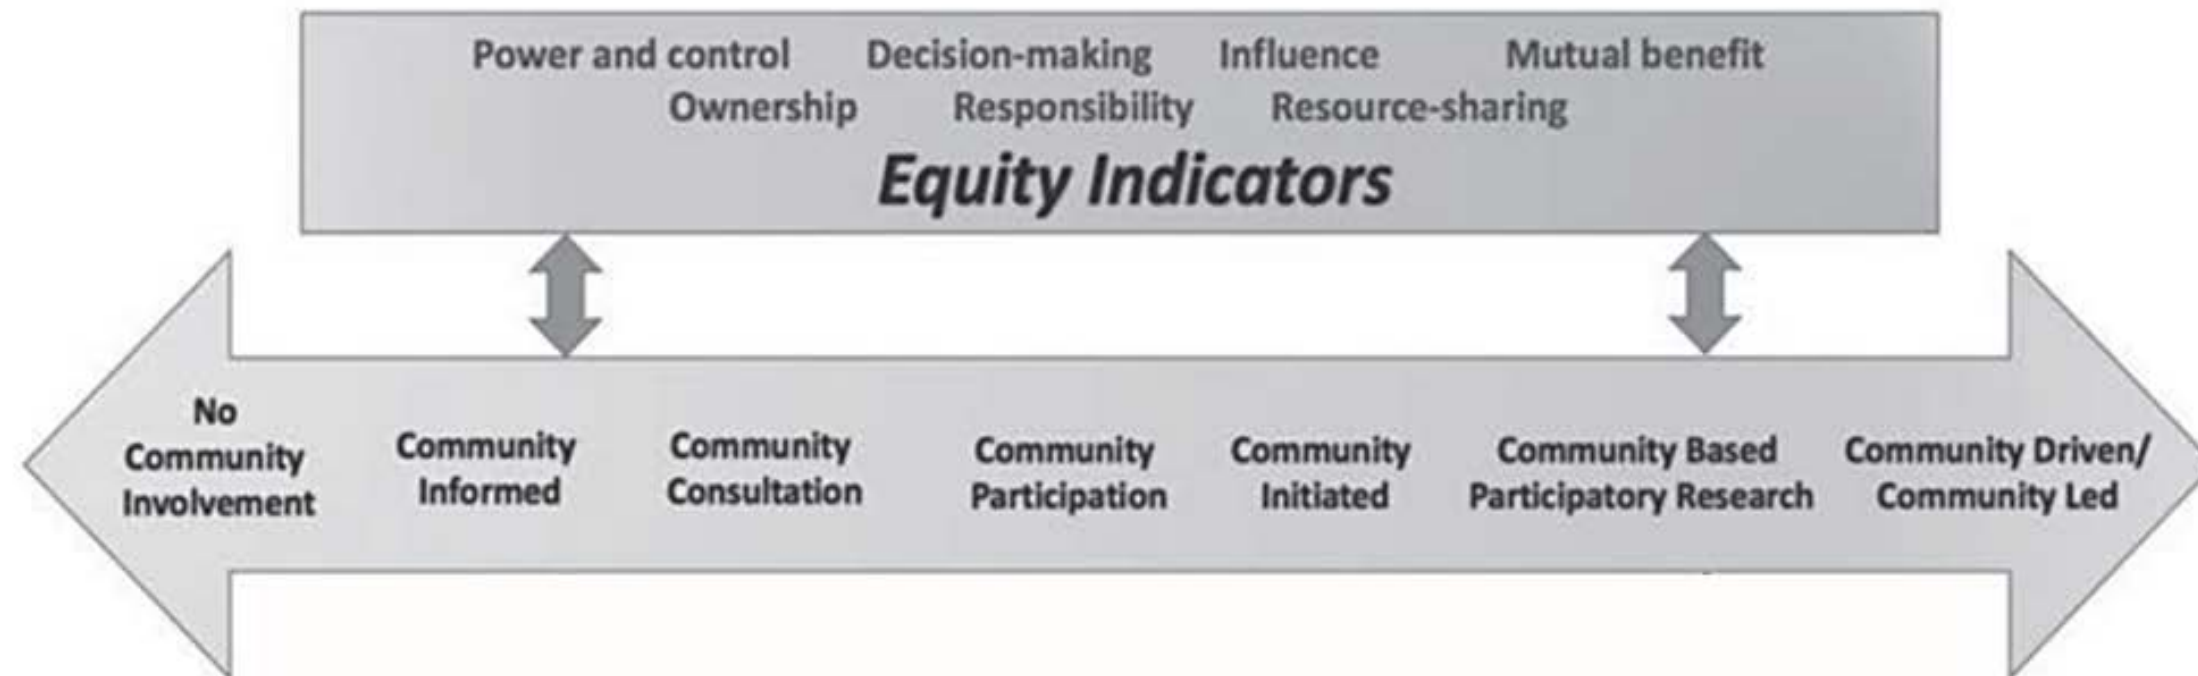 Power and control Decision-making Influence Mutual benefit
Ownership Responsibility Resource-sharing
Equity Indicators
No
Community
Involvement
Community
Informed
Community
Consultation
Community
Participation
Community
Initiated
Community Based
Participatory Research
Community Driven/
Community Led